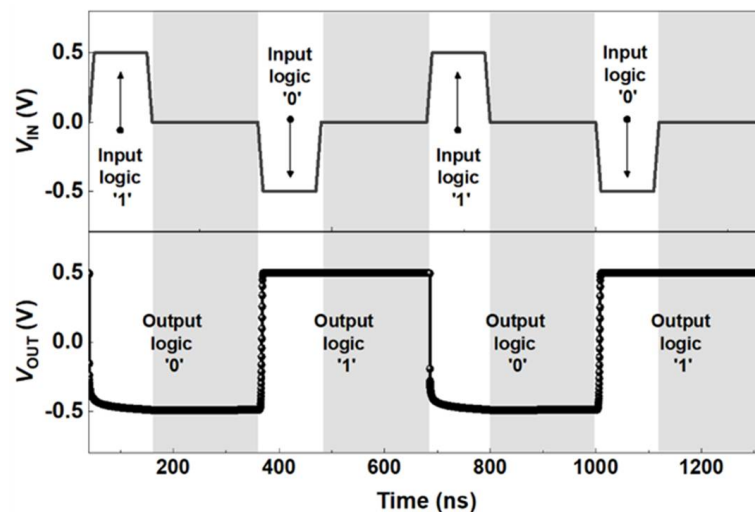 0.5
0.0
-0.5
V_IN (V)
Input
logic
'1'
Input
logic
'0'
Input
logic
'1'
Input
logic
'0'
0.5
0.0
-0.5
V_OUT (V)
Output
logic
'0'
Output
logic
'1'
Output
logic
'0'
Output
logic
'1'
200 400 600 800 1000 1200
Time (ns)